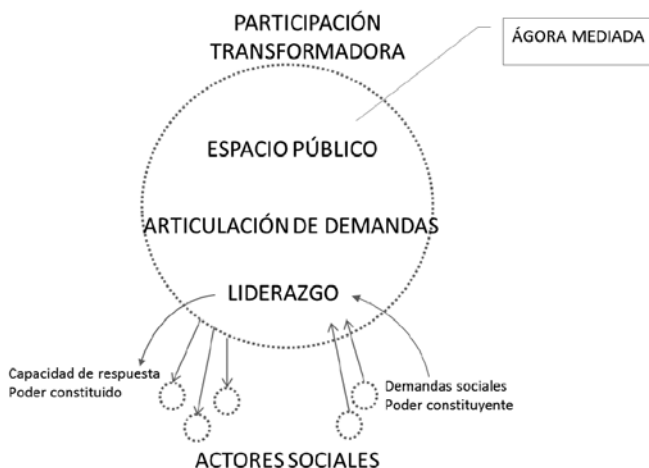 PARTICIPACIÓN
TRANSFORMADORA
ÁGORA MEDIADA
ESPACIO PÚBLICO
ARTICULACIÓN DE DEMANDAS
LIDERAZGO
Capacidad de respuesta
Poder constituido
Demandas sociales
Poder constituyente
ACTORES SOCIALES